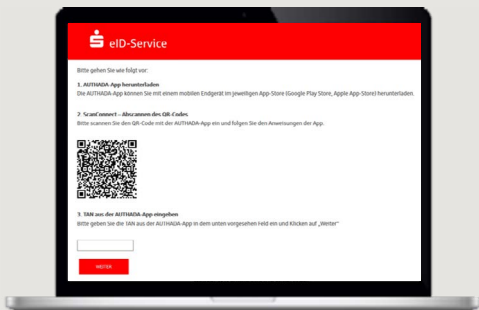 eID-Service
Bitte gehen Sie wie folgt vor:
1. AUTHADA-App herunterladen
Die AUTHADA-App können Sie mit einem mobilen Endgerät im jeweiligen App-Store (Google Play Store, Apple App-Store) herunterladen.
2. ScanConnect – Abscannen des QR-Codes
Bitte scannen Sie den QR-Code mit der AUTHADA-App ein und folgen Sie den Anweisungen der App.
3. TAN aus der AUTHADA-App eingeben
Bitte geben Sie die TAN aus der AUTHADA-App in dem unten vorgesehen Feld ein und Klicken auf „Weiter"
WEITER